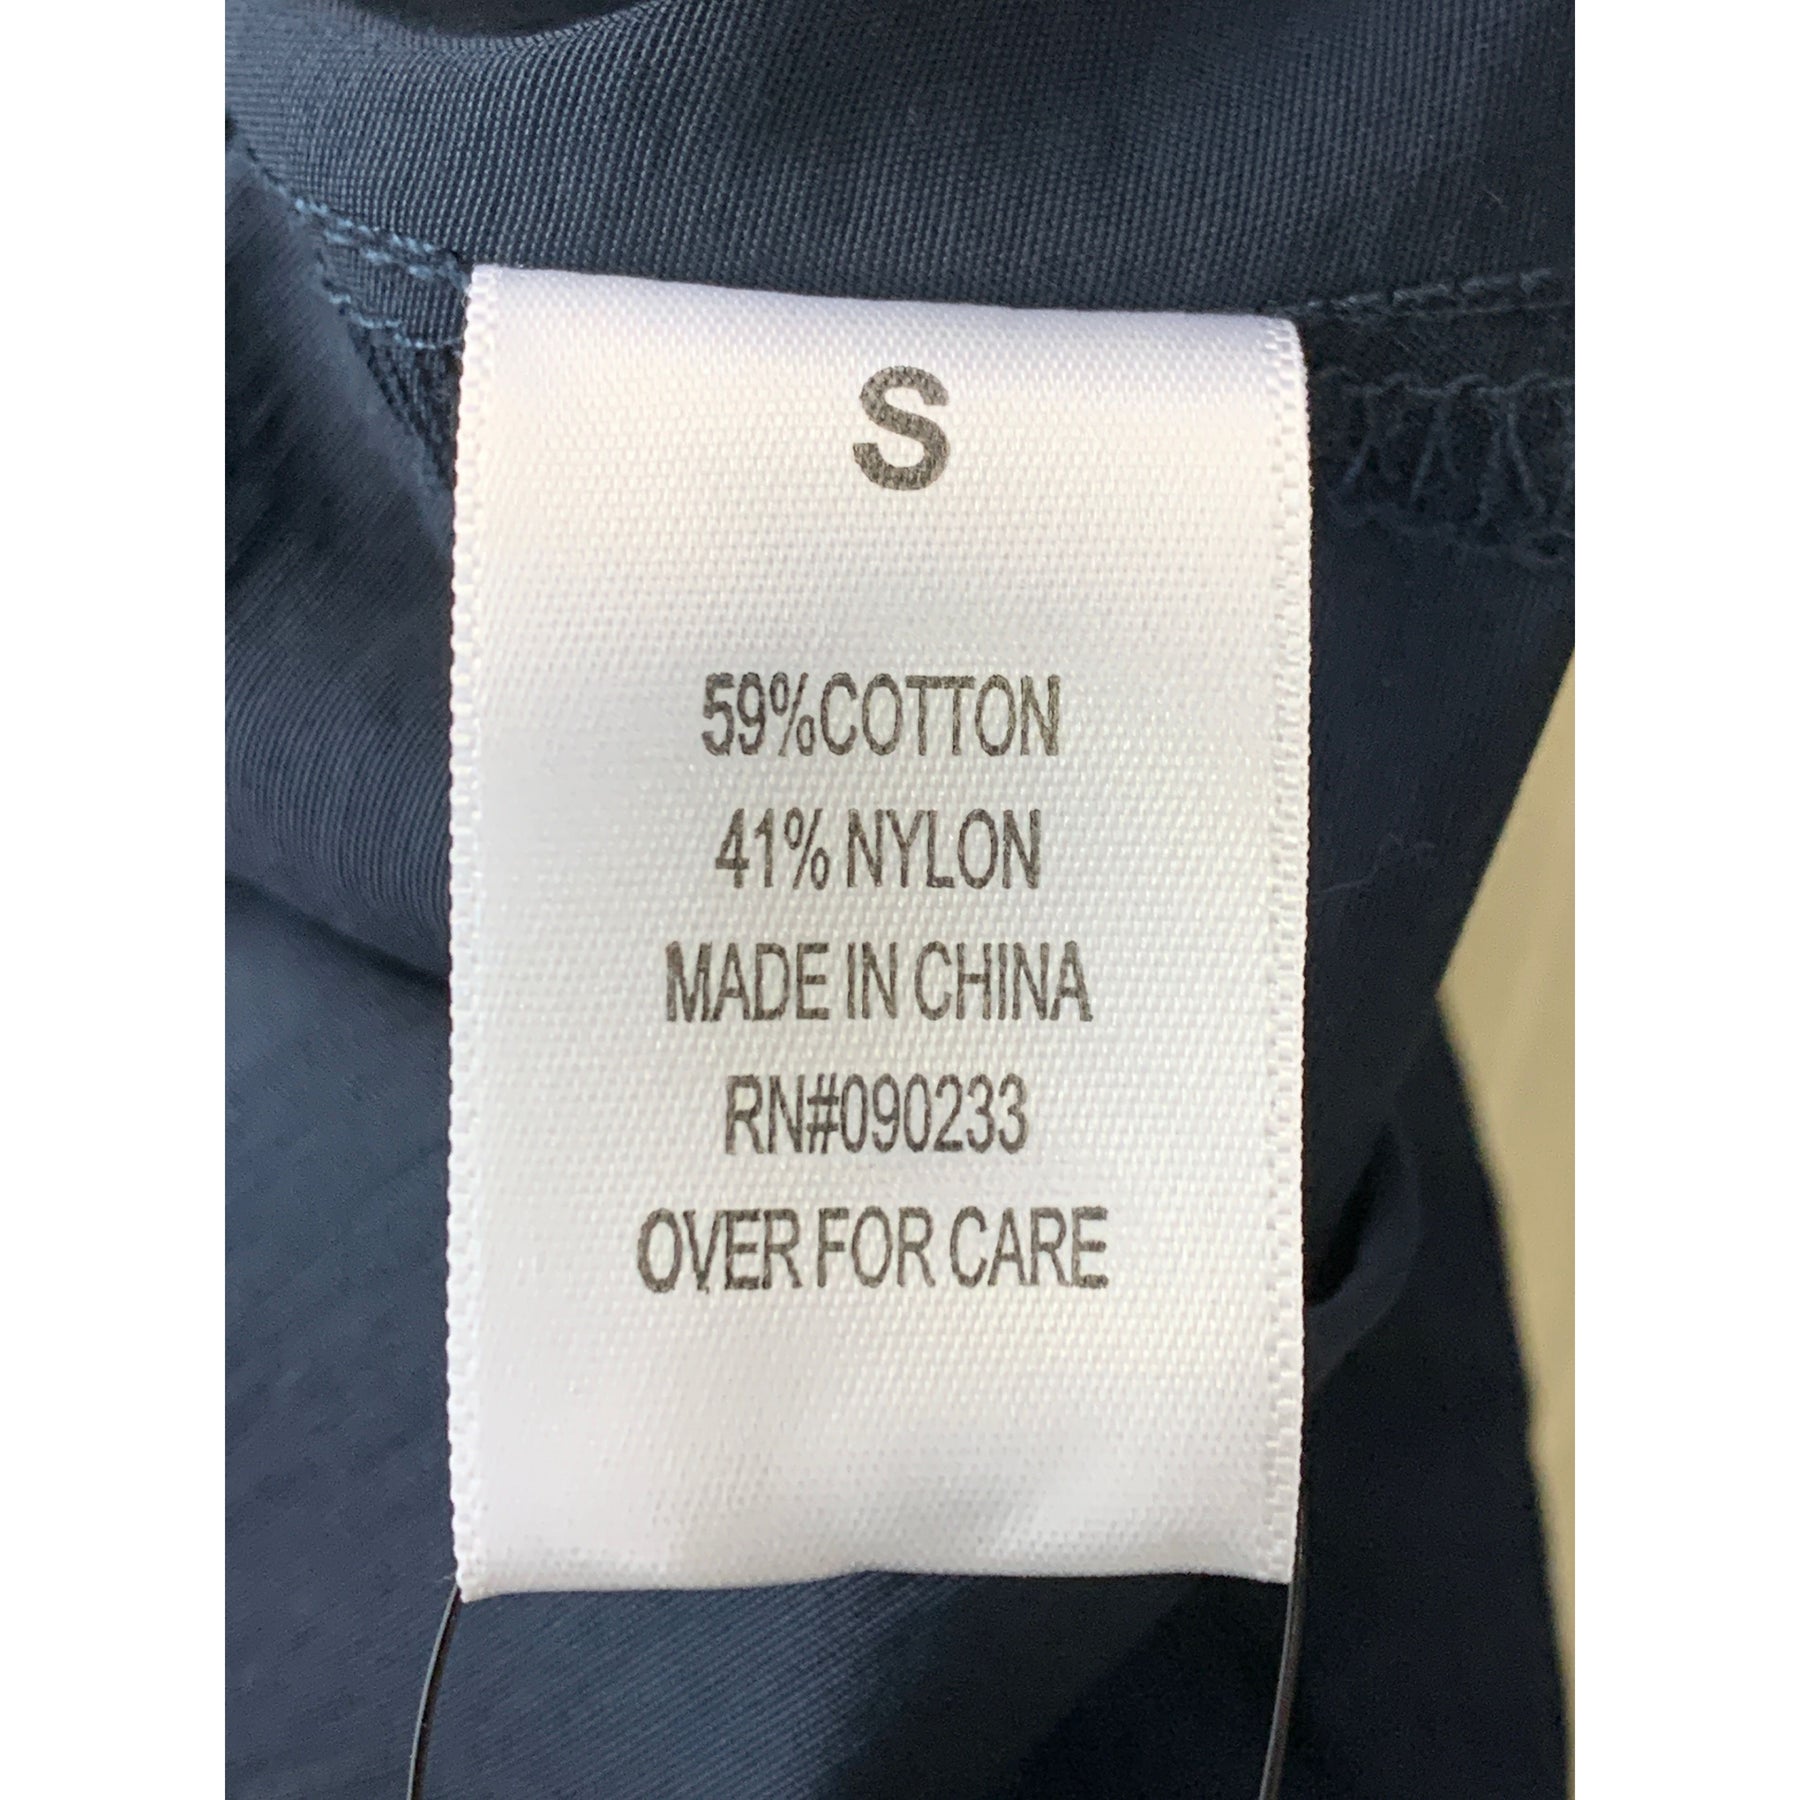 S
59%COTTON
41% NYLON
MADE IN CHINA
RN#090233
OVER FOR CARE